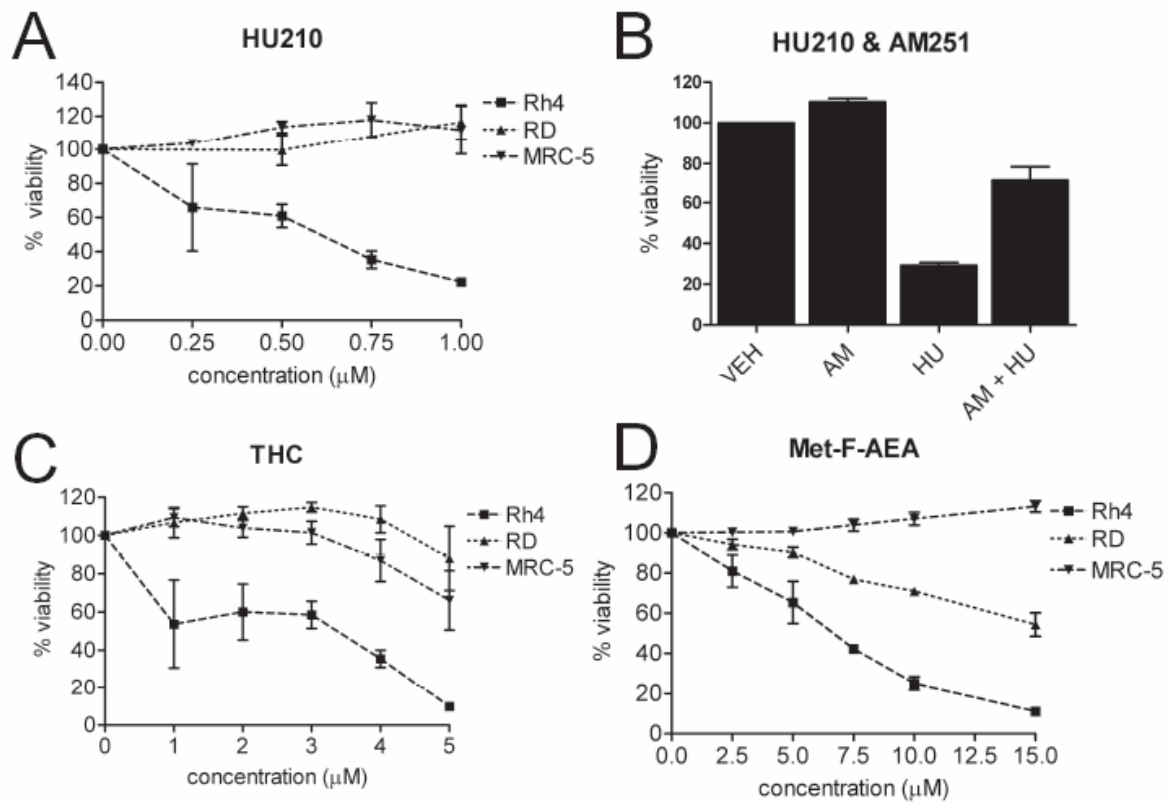 A
HU210
% viability
140
120
100
80
60
40
20
0
0.00 0.25 0.50 0.75 1.00
concentration (μM)
Rh4
RD
MRC-5
B
HU210 & AM251
% viability
120
100
80
60
40
20
0
VEH AM HU AM + HU
C
THC
% viability
120
100
80
60
40
20
0
0 1 2 3 4 5
concentration (μM)
Rh4
RD
MRC-5
D
Met-F-AEA
% viability
120
100
80
60
40
20
0
0.0 2.5 5.0 7.5 10.0 12.5 15.0
concentration (μM)
Rh4
RD
MRC-5